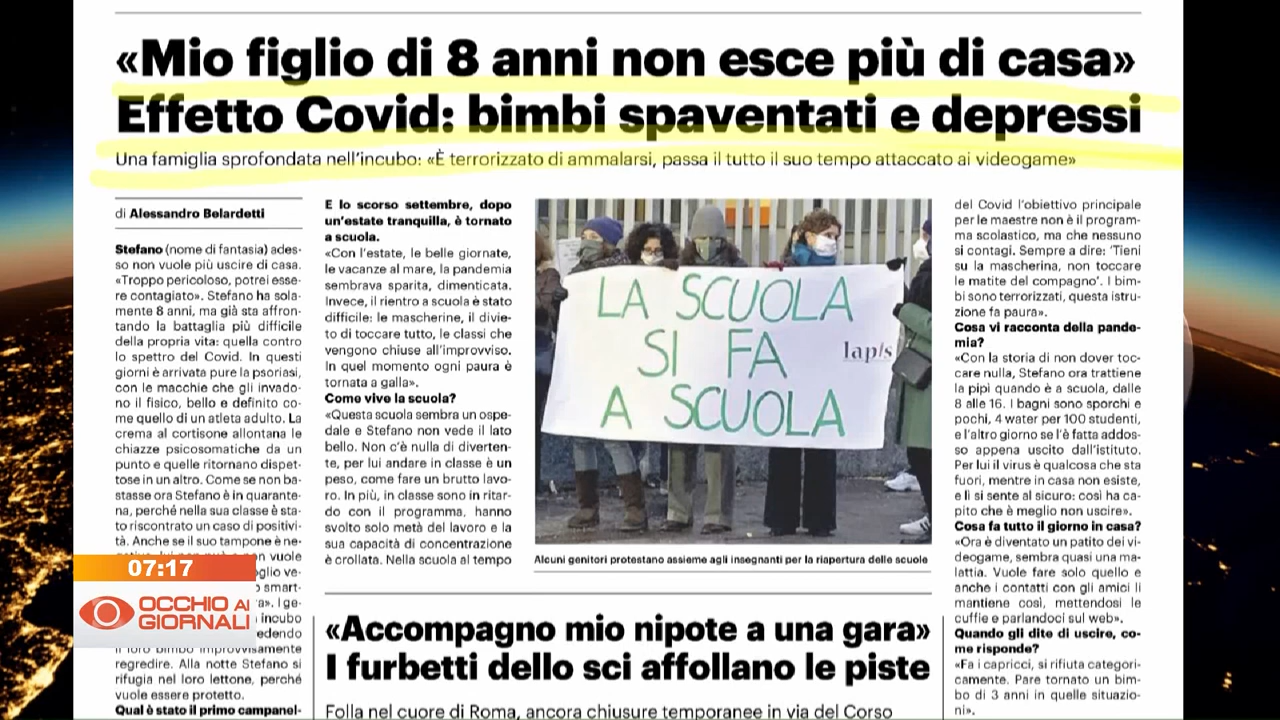 «Mio figlio di 8 anni non esce più di casa»
Effetto Covid: bimbi spaventati e depressi
Una famiglia sprofondata nell'incubo: «È terrorizzato di ammalarsi, passa il tutto il suo tempo attaccato ai videogame»
di Alessandro Belardetti
Stefano (nome di fantasia) ades-
so non vuole più uscire di casa.
«Troppo pericoloso, potrei esse-
re contagiato». Stefano ha sola-
mente 8 anni, ma già sta affron-
tando la battaglia più difficile
della propria vita: quella contro
lo spettro del Covid. In questi
giorni è arrivata pure la psoriasi,
con le macchie che gli invado-
no il fisico, bello e definito co-
me quello di un atleta adulto. La
crema al cortisone allontana le
chiazze psicosomatiche da un
punto e quelle ritornano dispet-
tose in un altro. Come se non ba-
stasse ora Stefano è in quarante-
na, perché nella sua classe è sta-
to riscontrato un caso di positivi-
tà. Anche se il suo tampone è ne-
vuole
oglio ve-
smart-
I ge-
incubo
edendo
il loro bimbo improvvisamente
regredire. Alla notte Stefano si
rifugia nel loro lettone, perché
vuole essere protetto.
Qual è stato il primo campanel-
E lo scorso settembre, dopo
un'estate tranquilla, è tornato
a scuola.
«Con l'estate, le belle giornate,
le vacanze al mare, la pandemia
sembrava sparita, dimenticata.
Invece, il rientro a scuola è stato
difficile: le mascherine, il divie-
to di toccare tutto, le classi che
vengono chiuse all'improvviso.
In quel momento ogni paura è
tornata a galla».
Come vive la scuola?
«Questa scuola sembra un ospe-
dale e Stefano non vede il lato
bello. Non c'è nulla di diverten-
te, per lui andare in classe è un
peso, come fare un brutto lavo-
ro. In più, in classe sono in ritar-
do con il programma, hanno
svolto solo metà del lavoro e la
sua capacità di concentrazione
è crollata. Nella scuola al tempo
LA SCUOLA
SI FA
A SCUOLA
lap/s
Alcuni genitori protestano assieme agli insegnanti per la riapertura delle scuole
del Covid l'obiettivo principale
per le maestre non è il program-
ma scolastico, ma che nessuno
si contagi. Sempre a dire: 'Tieni
su la mascherina, non toccare
le matite del compagno'. I bim-
bi sono terrorizzati, questa istru-
zione fa paura».
Cosa vi racconta della pande-
mia?
«Con la storia di non dover toc-
care nulla, Stefano ora trattiene
la pipì quando è a scuola, dalle
8 alle 16. I bagni sono sporchi e
pochi, 4 water per 100 studenti,
e l'altro giorno se l'è fatta addos-
so appena uscito dall'istituto.
Per lui il virus è qualcosa che sta
fuori, mentre in casa non esiste,
e lì si sente al sicuro: così ha ca-
pito che è meglio non uscire».
Cosa fa tutto il giorno in casa?
«Ora è diventato un patito dei vi-
deogame, sembra quasi una ma-
lattia. Vuole fare solo quello e
anche i contatti con gli amici li
mantiene così, mettendosi le
cuffie e parlandoci sul web».
Quando gli dite di uscire, co-
me risponde?
«Fa i capricci, si rifiuta categori-
camente. Pare tornato un bim-
bo di 3 anni in quelle situazio-
ni».
«Accompagno mio nipote a una gara»
I furbetti dello sci affollano le piste
Folla nel cuore di Roma, ancora chiusure temporanee in via del Corso
07:17
OCCHIO AI
GIORNALI